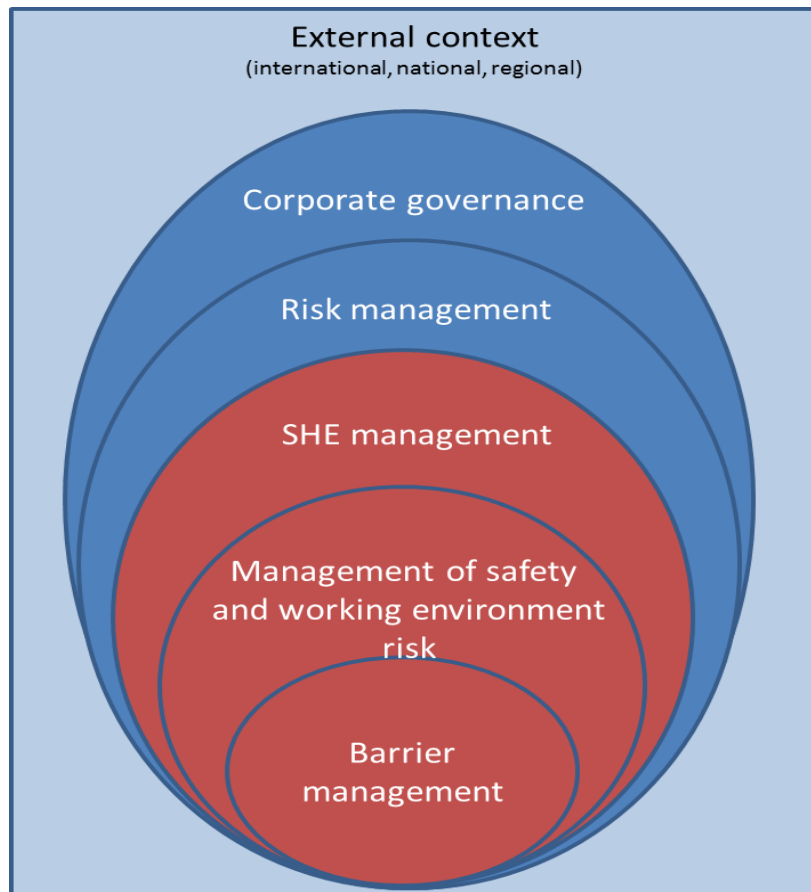 External context
(international, national, regional)
Corporate governance
Risk management
SHE management
Management of safety
and working environment
risk
Barrier
management